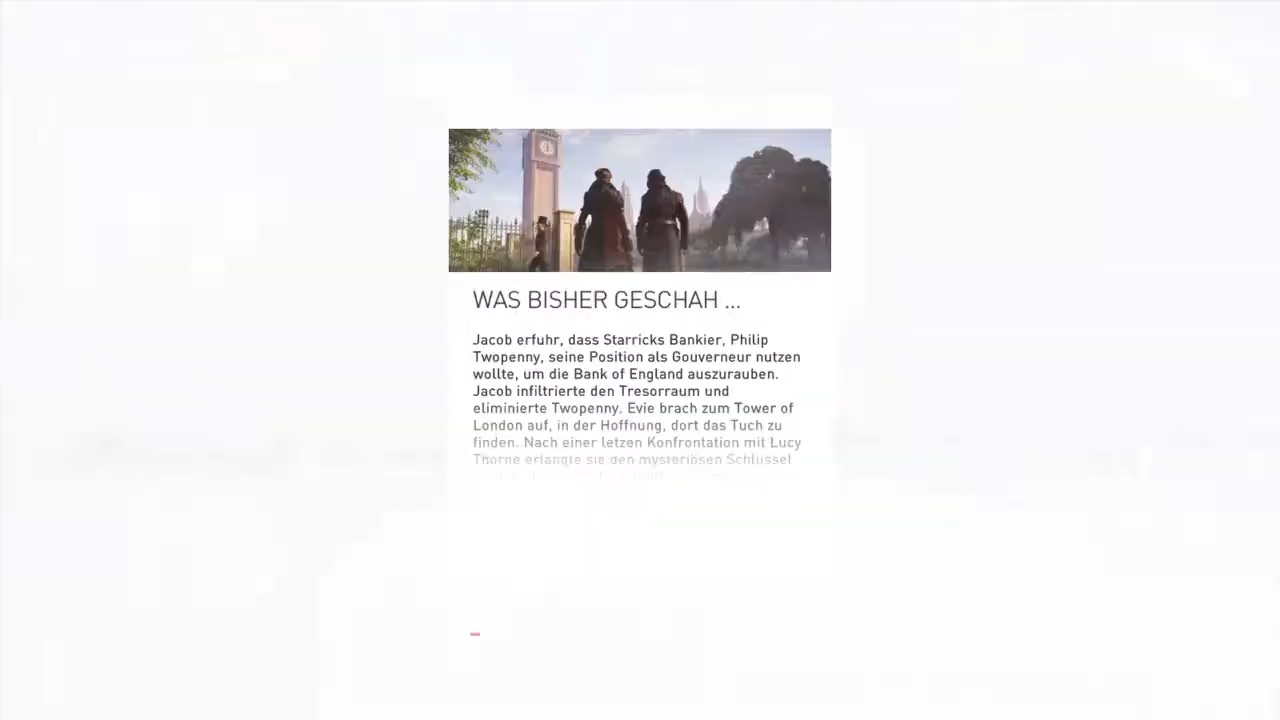 WAS BISHER GESCHAH ...
Jacob erfuhr, dass Starricks Bankier, Philip
Twopenny, seine Position als Gouverneur nutzen
wollte, um die Bank of England auszurauben.
Jacob infiltrierte den Tresorraum und
eliminierte Twopenny. Evie brach zum Tower of
London auf, in der Hoffnung, dort das Tuch zu
finden. Nach einer letzen Konfrontation mit Lucy
Thorne erlangte sie den mysteriösen Schlüssel